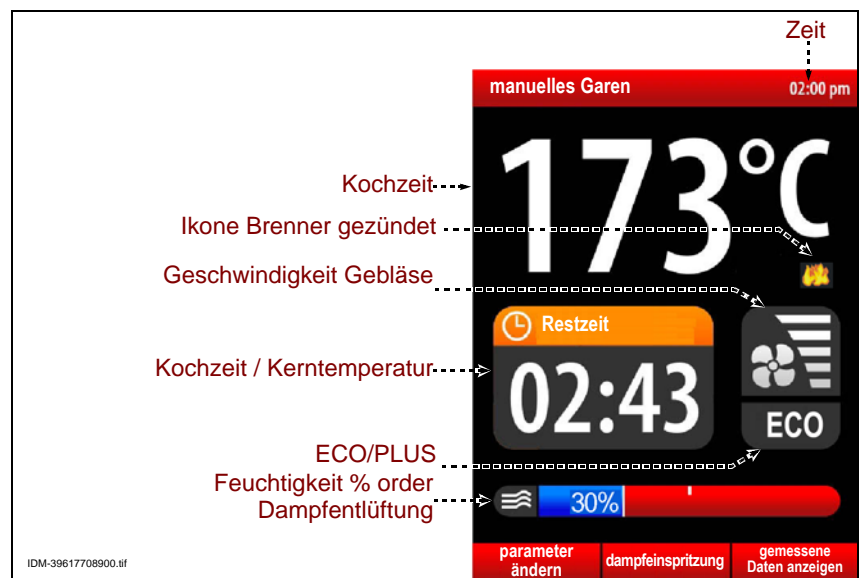 Zeit
manuelles Garen 02:00 pm
173°C
Kochzeit
Ikone Brenner gezündet
Geschwindigkeit Gebläse
Restzeit
Kochzeit / Kerntemperatur
02:43
ECO
ECO/PLUS
Feuchtigkeit % order
Dampfentlüftung
30%
parameter
ändern
dampfeinspritzung
gemessene
Daten anzeigen
IDM-39617708900.tif